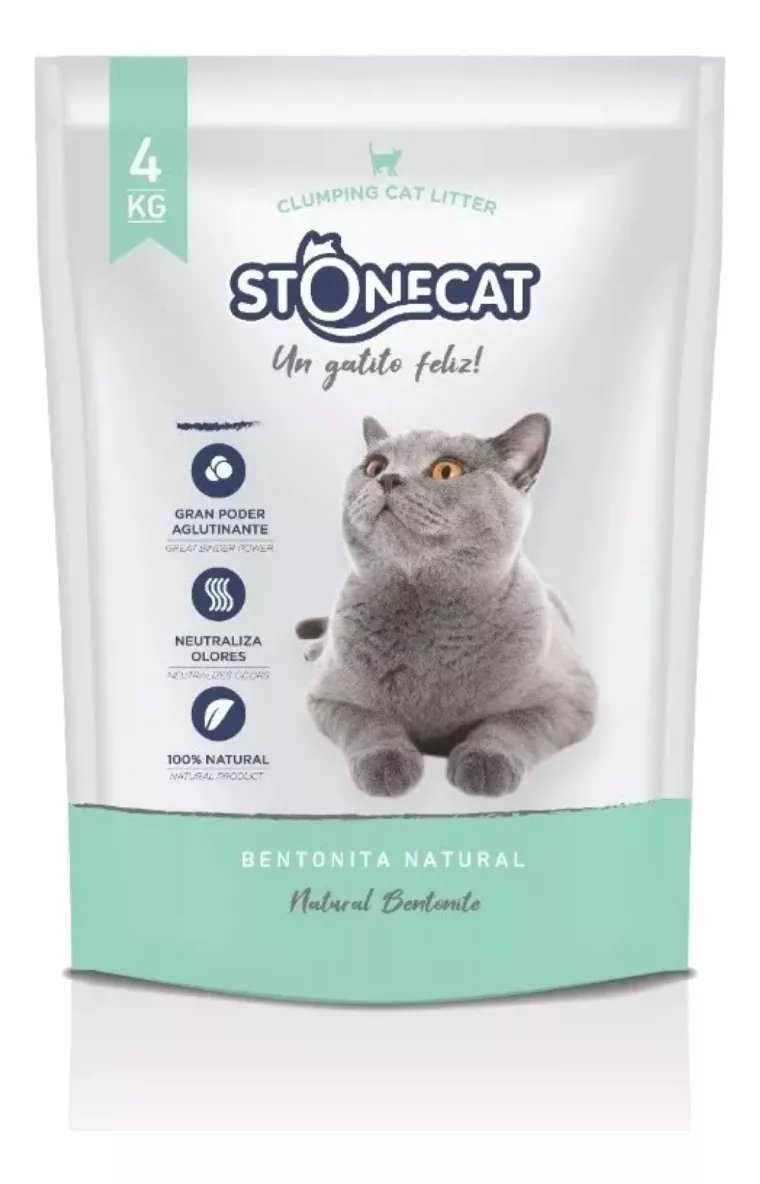 4
KG
CLUMPING CAT LITTER
STONECAT
Un gatito feliz!
GRAN PODER
AGLUTINANTE
GREAT BINDER POWER
NEUTRALIZA
OLORES
NEUTRALIZES ODORS
100% NATURAL
NATURAL PRODUCT
BENTONITA NATURAL
Natural Bentonite